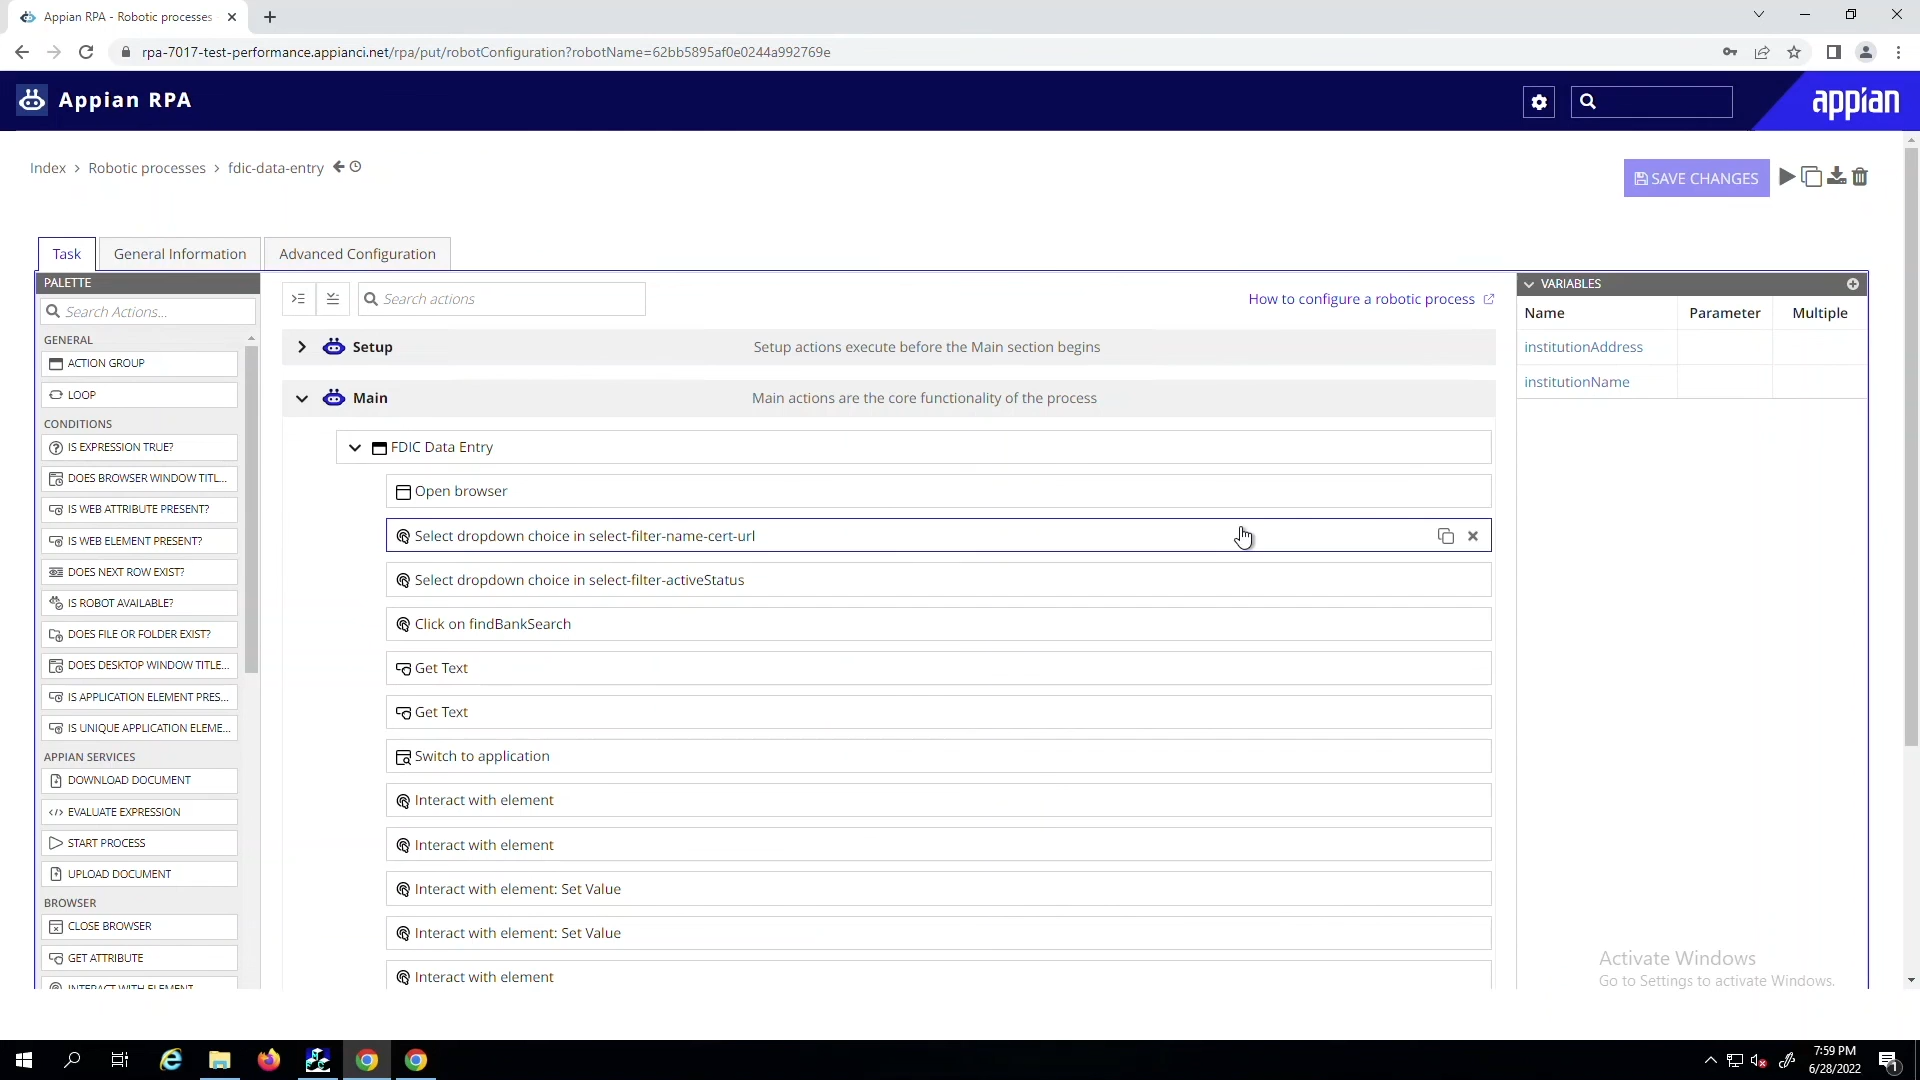 Appian RPA - Robotic processes
rpa-7017-test-performance.appianci.net/rpa/put/robotConfiguration?robotName=62bb5895af0e0244a992769e
Appian RPA
appian
Index > Robotic processes > fdic-data-entry
SAVE CHANGES
Task
General Information
Advanced Configuration
PALETTE
Search Actions...
GENERAL
ACTION GROUP
LOOP
CONDITIONS
IS EXPRESSION TRUE?
DOES BROWSER WINDOW TITL...
IS WEB ATTRIBUTE PRESENT?
IS WEB ELEMENT PRESENT?
DOES NEXT ROW EXIST?
IS ROBOT AVAILABLE?
DOES FILE OR FOLDER EXIST?
DOES DESKTOP WINDOW TITLE...
IS APPLICATION ELEMENT PRES...
IS UNIQUE APPLICATION ELEME...
APPIAN SERVICES
DOWNLOAD DOCUMENT
EVALUATE EXPRESSION
START PROCESS
UPLOAD DOCUMENT
BROWSER
CLOSE BROWSER
GET ATTRIBUTE
INTERACT WITH ELEMENT
Search actions
How to configure a robotic process
Setup
Setup actions execute before the Main section begins
Main
Main actions are the core functionality of the process
FDIC Data Entry
Open browser
Select dropdown choice in select-filter-name-cert-url
Select dropdown choice in select-filter-activeStatus
Click on findBankSearch
Get Text
Get Text
Switch to application
Interact with element
Interact with element
Interact with element: Set Value
Interact with element: Set Value
Interact with element
VARIABLES
Name Parameter Multiple
institutionAddress
institutionName
Activate Windows
Go to Settings to activate Windows.
7:59 PM
6/28/2022
1